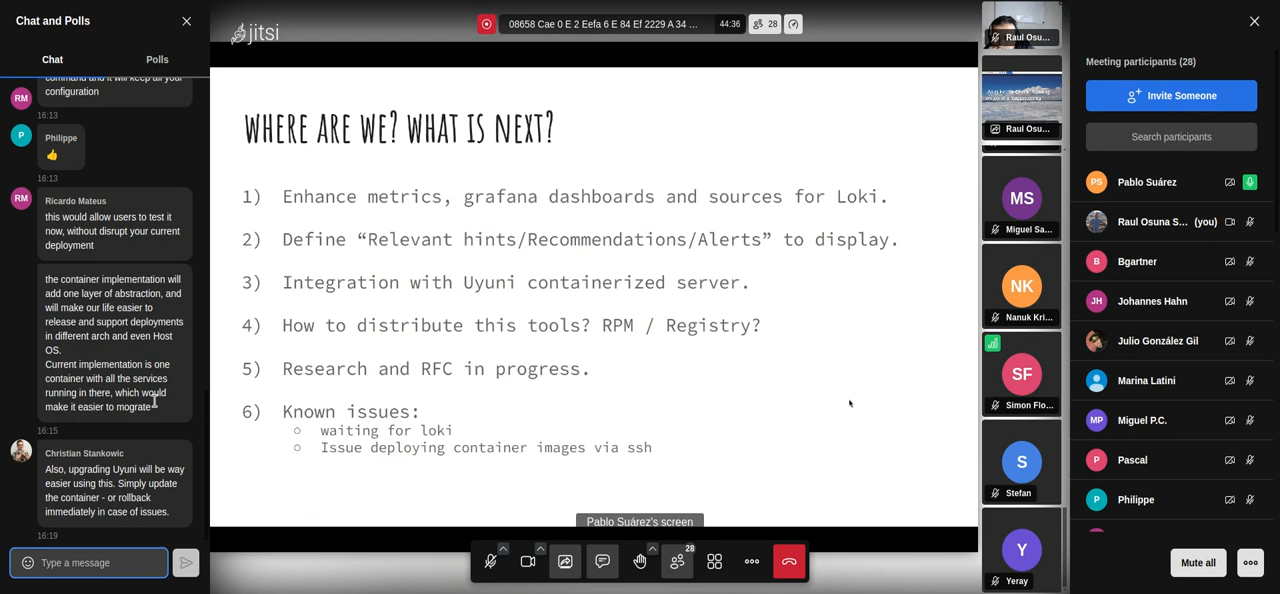 Chat and Polls
Chat
Polls
command and it will keep all your
configuration
RM
16:13
P
Philippe
👍
16:13
RM
Ricardo Mateus
this would allow users to test it
now, without disrupt your current
deployment
the container implementation will
add one layer of abstraction, and
will make our life easier to
release and support deployments
in different arch and even Host
OS.
Current implementation is one
container with all the services
running in there, which would
make it easier to mograte
16:15
Christian Stankowic
Also, upgrading Uyuni will be way
easier using this. Simply update
the container - or rollback
immediately in case of issues.
16:19
Type a message
jitsi
08658 Cae 0 E 2 Eefa 6 E 84 Ef 2229 A 34 ...
44:36
28
WHERE ARE WE? WHAT IS NEXT?
1) Enhance metrics, grafana dashboards and sources for Loki.
2) Define “Relevant hints/Recommendations/Alerts” to display.
3) Integration with Uyuni containerized server.
4) How to distribute this tools? RPM / Registry?
5) Research and RFC in progress.
6) Known issues:
○ waiting for loki
○ Issue deploying container images via ssh
Pablo Suárez's screen
28
Raul Osu...
Raul Osu...
MS
Miguel Sa...
NK
Nanuk Kri...
SF
Simon Flo...
S
Stefan
Y
Yeray
Meeting participants (28)
Invite Someone
Search participants
PS
Pablo Suárez
Raul Osuna S... (you)
B
Bgartner
JH
Johannes Hahn
Julio González Gil
Marina Latini
MP
Miguel P.C.
P
Pascal
P
Philippe
Mute all